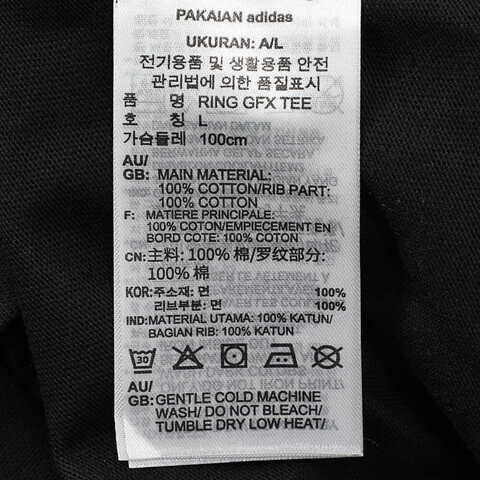 PAKAIAN adidas
UKURAN: A/L
전기용품 및 생활용품 안전
관리법에 의한 품질표시
품 명 RING GFX TEE
호 칭 L
가슴둘레 100cm
AU/
GB: MAIN MATERIAL:
100% COTTON/RIB PART:
100% COTTON
F: MATIERE PRINCIPALE:
100% COTON/EMPIECEMENT EN
BORD COTE: 100% COTON
CN: 主料: 100% 棉/罗纹部分:
100% 棉
KOR: 주소재: 면 100%
리브부분: 면 100%
IND: MATERIAL UTAMA: 100% KATUN/
BAGIAN RIB: 100% KATUN
30
AU/
GB: GENTLE COLD MACHINE
WASH/ DO NOT BLEACH/
TUMBLE DRY LOW HEAT/